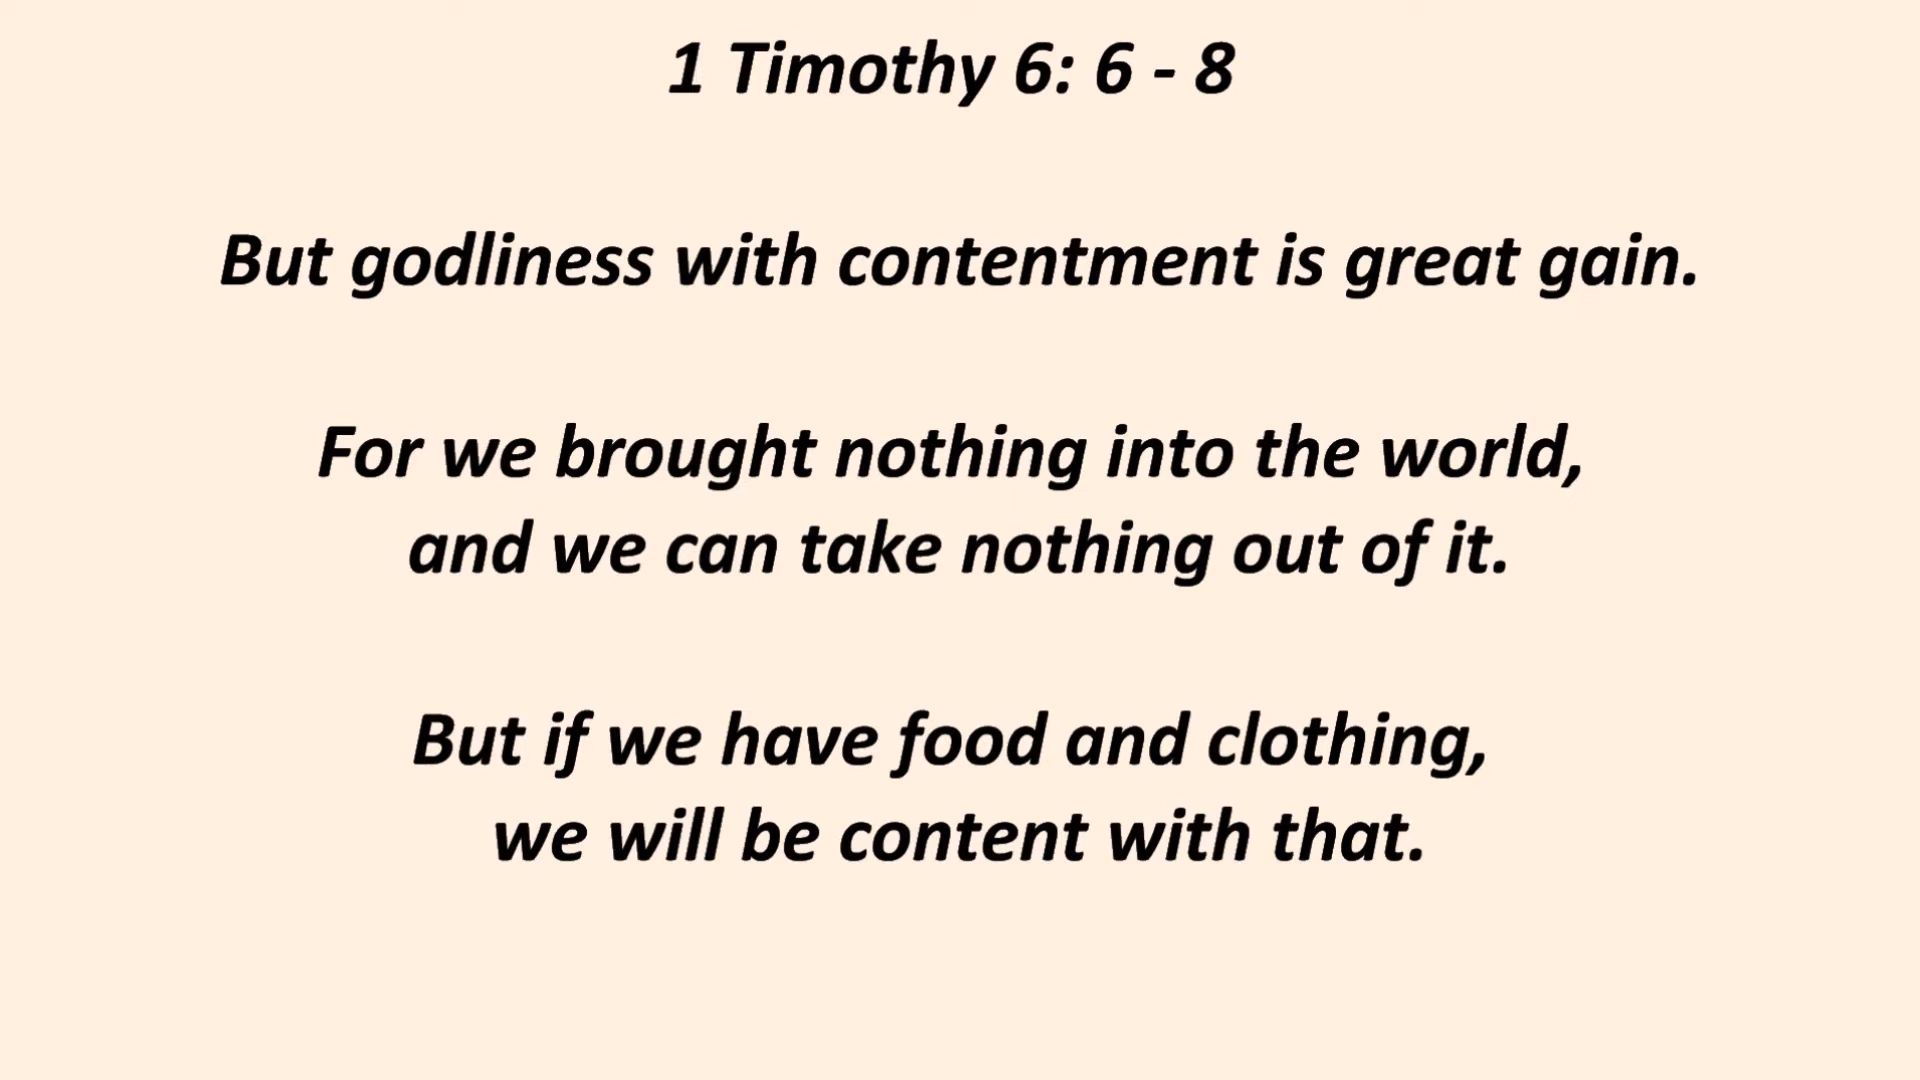 1 Timothy 6: 6 - 8
But godliness with contentment is great gain.
For we brought nothing into the world,
and we can take nothing out of it.
But if we have food and clothing,
we will be content with that.